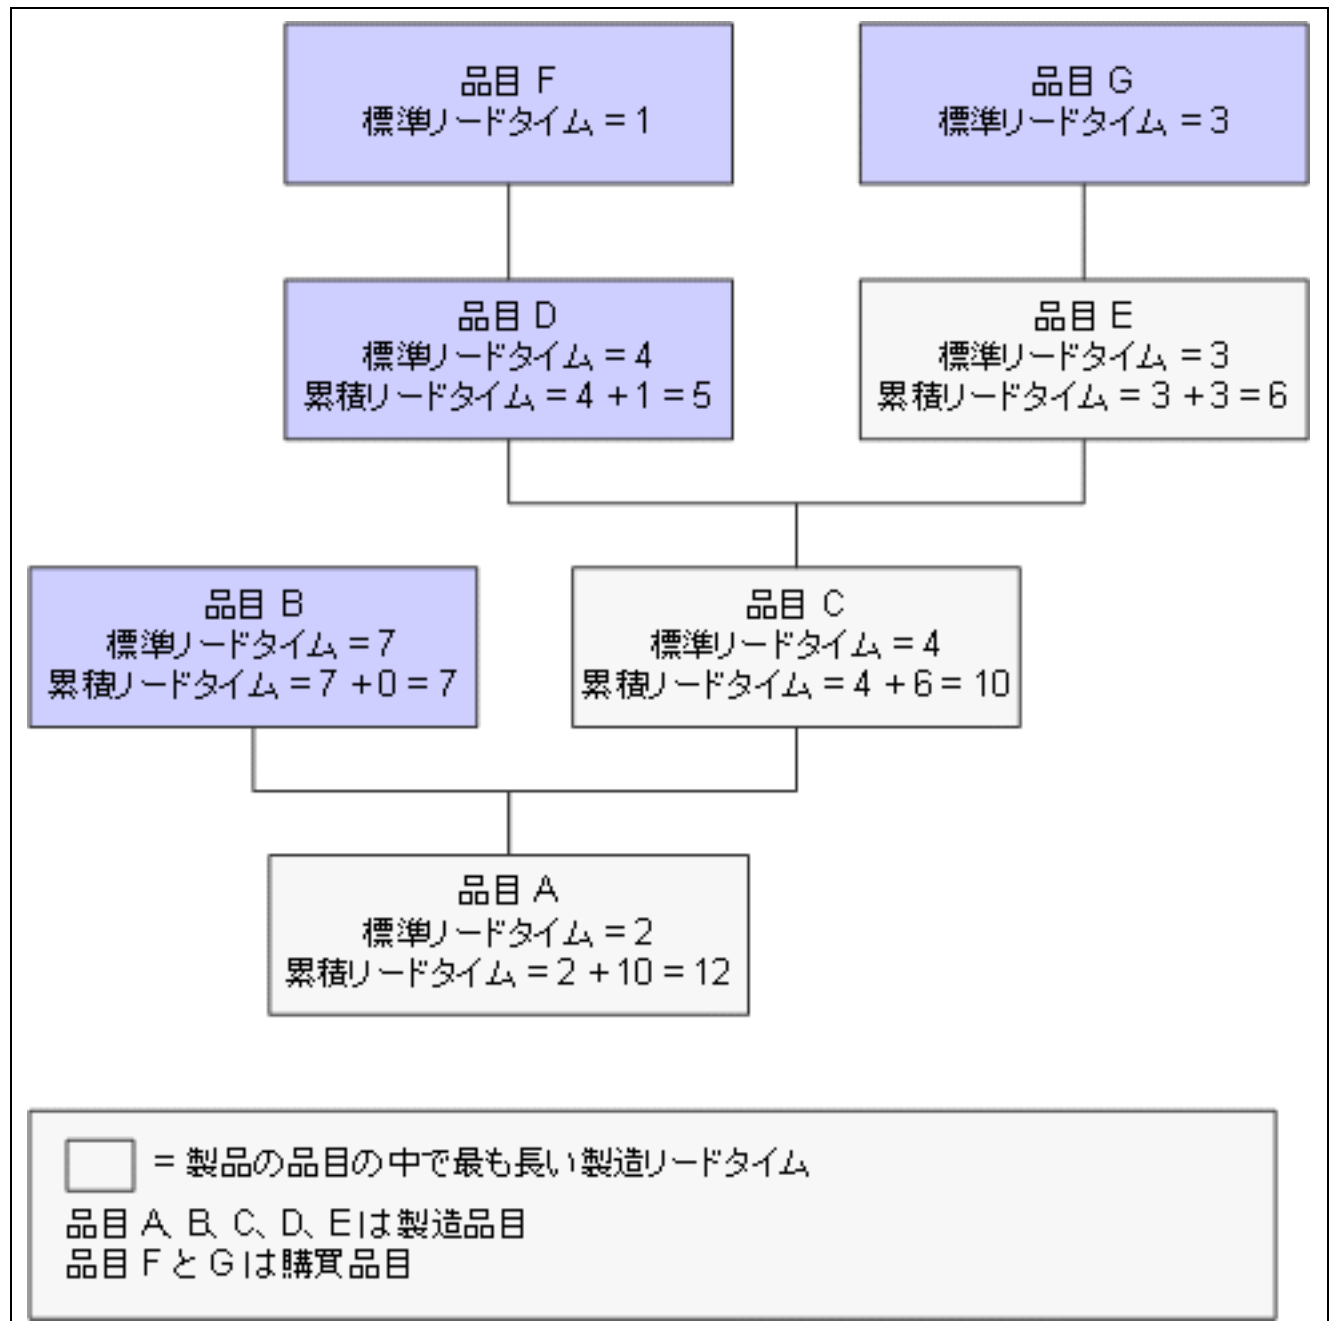 品目 F
標準リードタイム = 1
品目 G
標準リードタイム = 3
品目 D
標準リードタイム = 4
累積リードタイム = 4 + 1 = 5
品目 E
標準リードタイム = 3
累積リードタイム = 3 + 3 = 6
品目 B
標準リードタイム = 7
累積リードタイム = 7 + 0 = 7
品目 C
標準リードタイム = 4
累積リードタイム = 4 + 6 = 10
品目 A
標準リードタイム = 2
累積リードタイム = 2 + 10 = 12
= 製品の品目の中で最も長い製造リードタイム
品目 A、B、C、D、E は製造品目
品目 F と G は購買品目